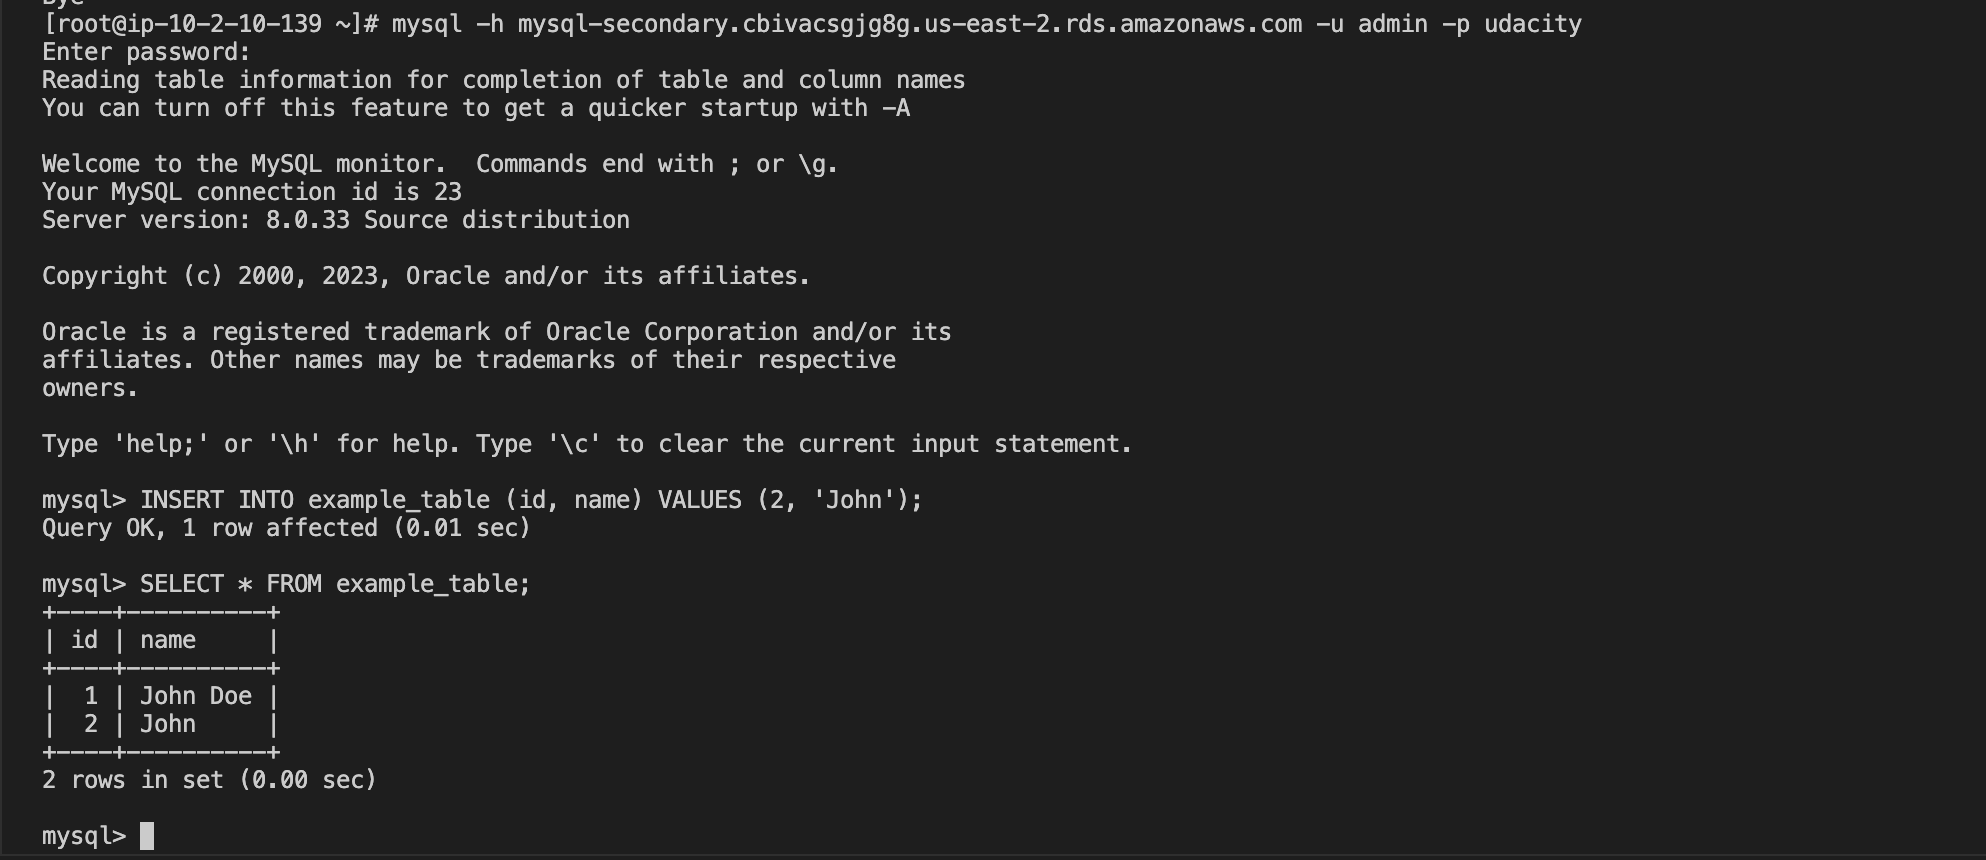 Bye
[root@ip-10-2-10-139 ~]# mysql -h mysql-secondary.cbivacsgjg8g.us-east-2.rds.amazonaws.com -u admin -p udacity
Enter password:
Reading table information for completion of table and column names
You can turn off this feature to get a quicker startup with -A
Welcome to the MySQL monitor.  Commands end with ; or \g.
Your MySQL connection id is 23
Server version: 8.0.33 Source distribution
Copyright (c) 2000, 2023, Oracle and/or its affiliates.
Oracle is a registered trademark of Oracle Corporation and/or its
affiliates. Other names may be trademarks of their respective
owners.
Type 'help;' or '\h' for help. Type '\c' to clear the current input statement.
mysql> INSERT INTO example_table (id, name) VALUES (2, 'John');
Query OK, 1 row affected (0.01 sec)
mysql> SELECT * FROM example_table;
+----+----------+
| id | name     |
+----+----------+
|  1 | John Doe |
|  2 | John     |
+----+----------+
2 rows in set (0.00 sec)
mysql>